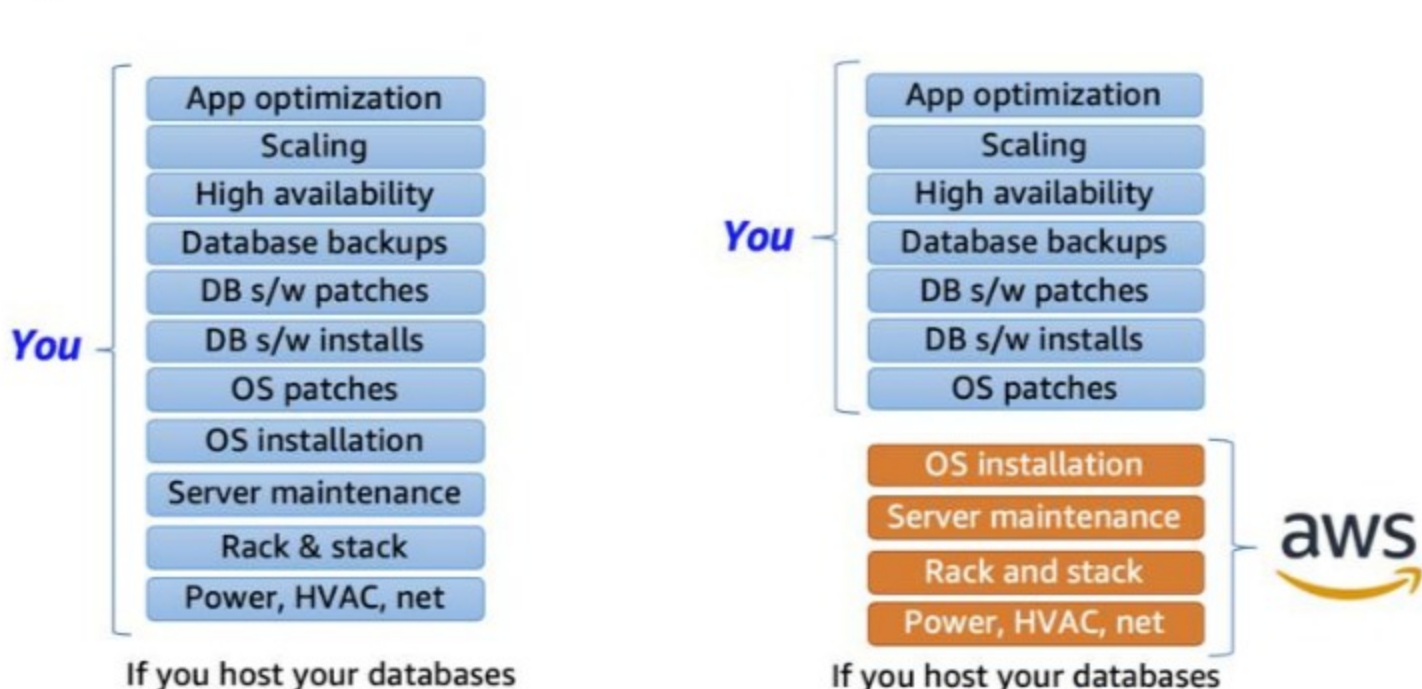 You
App optimization
Scaling
High availability
Database backups
DB s/w patches
DB s/w installs
OS patches
OS installation
Server maintenance
Rack & stack
Power, HVAC, net
If you host your databases
You
App optimization
Scaling
High availability
Database backups
DB s/w patches
DB s/w installs
OS patches
OS installation
Server maintenance
Rack and stack
Power, HVAC, net
aws
If you host your databases